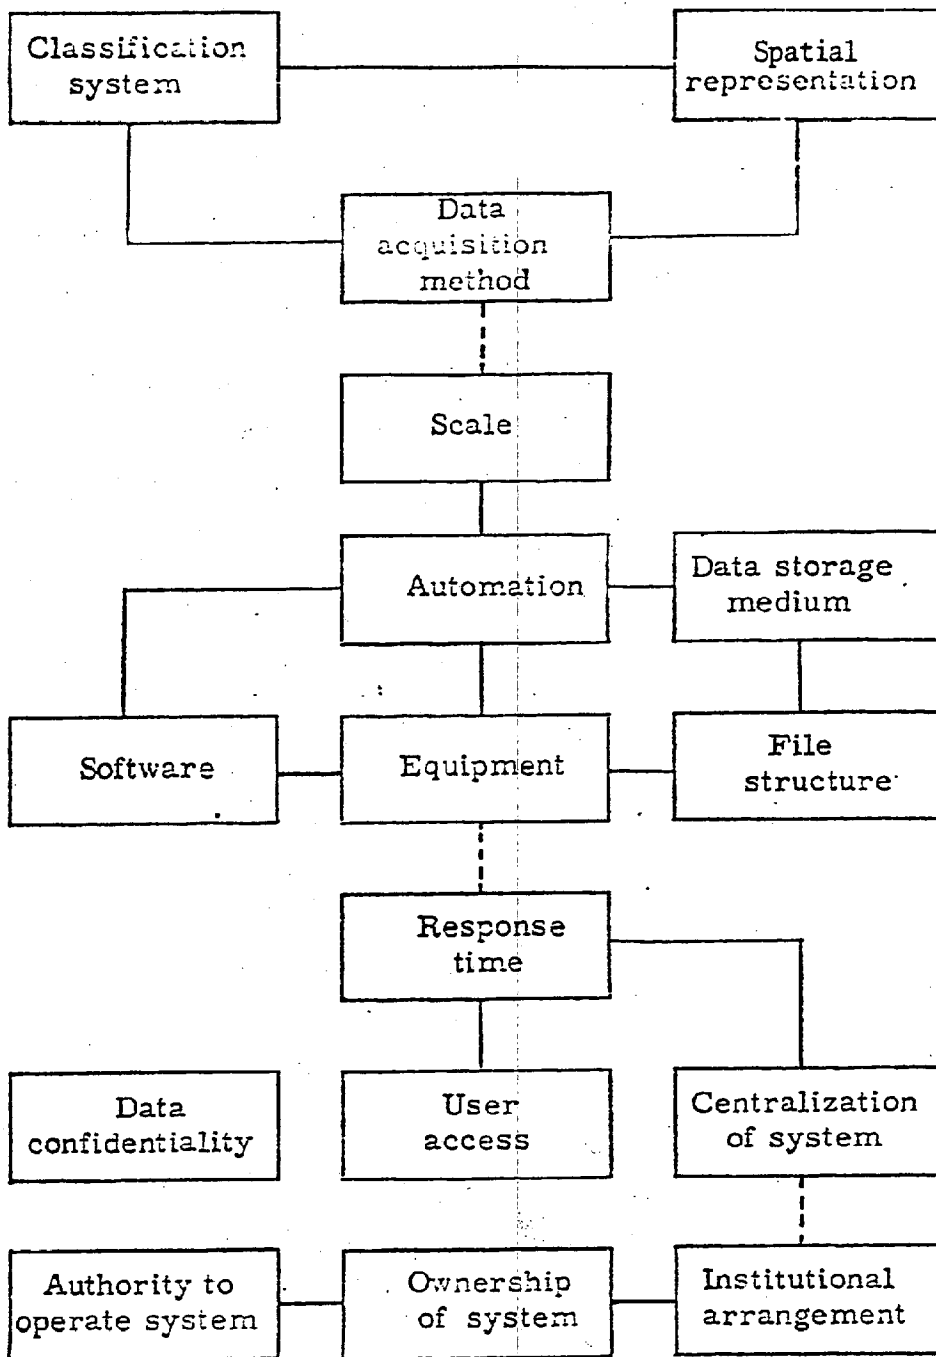 Classification
system
Spatial
representation
Data
acquisition
method
Scale
Automation
Data storage
medium
Software
Equipment
File
structure
Response
time
Data
confidentiality
User
access
Centralization
of system
Authority to
operate system
Ownership
of system
Institutional
arrangement